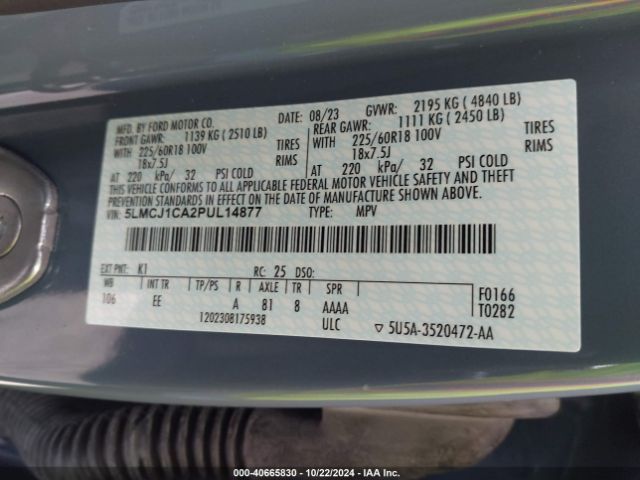 MFD. BY FORD MOTOR CO. DATE: 08/23 GVWR: 2195 KG ( 4840 LB)
FRONT GAWR: 1139 KG ( 2510 LB) REAR GAWR: 1111 KG ( 2450 LB)
WITH 225/60R18 100V TIRES WITH 225/60R18 100V TIRES
18x7.5J RIMS 18x7.5J RIMS
AT 220 kPa/ 32 PSI COLD AT 220 kPa/ 32 PSI COLD
THIS VEHICLE CONFORMS TO ALL APPLICABLE FEDERAL MOTOR VEHICLE SAFETY AND THEFT
PREVENTION STANDARDS IN EFFECT ON THE DATE OF MANUFACTURE SHOWN ABOVE.
VIN: 5LMCJ1CA2PUL14877 TYPE: MPV
EXT PNT: K1 RC: 25 DSO:
WB INT TR TP/PS R AXLE TR SPR F0166
106 EE A 81 8 AAAA T0282
1202308175938 ULC ▽ 5U5A-3520472-AA
000-40665830 - 10/22/2024 - IAA Inc.